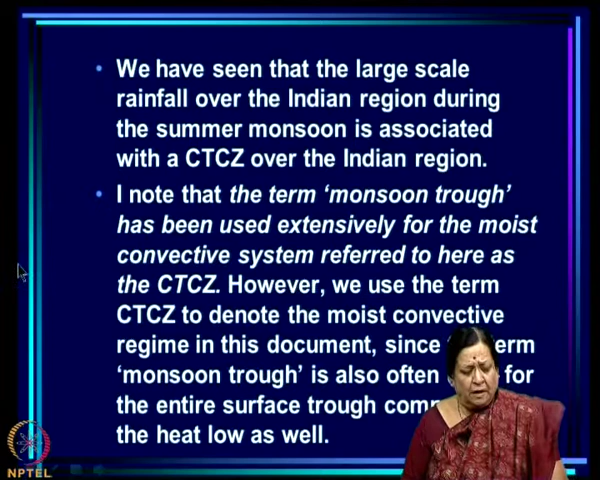 • We have seen that the large scale
rainfall over the Indian region during
the summer monsoon is associated
with a CTCZ over the Indian region.
• I note that the term ‘monsoon trough’
has been used extensively for the moist
convective system referred to here as
the CTCZ. However, we use the term
CTCZ to denote the moist convective
regime in this document, since erm
‘monsoon trough’ is also often for
the entire surface trough com
the heat low as well.
NPTEL